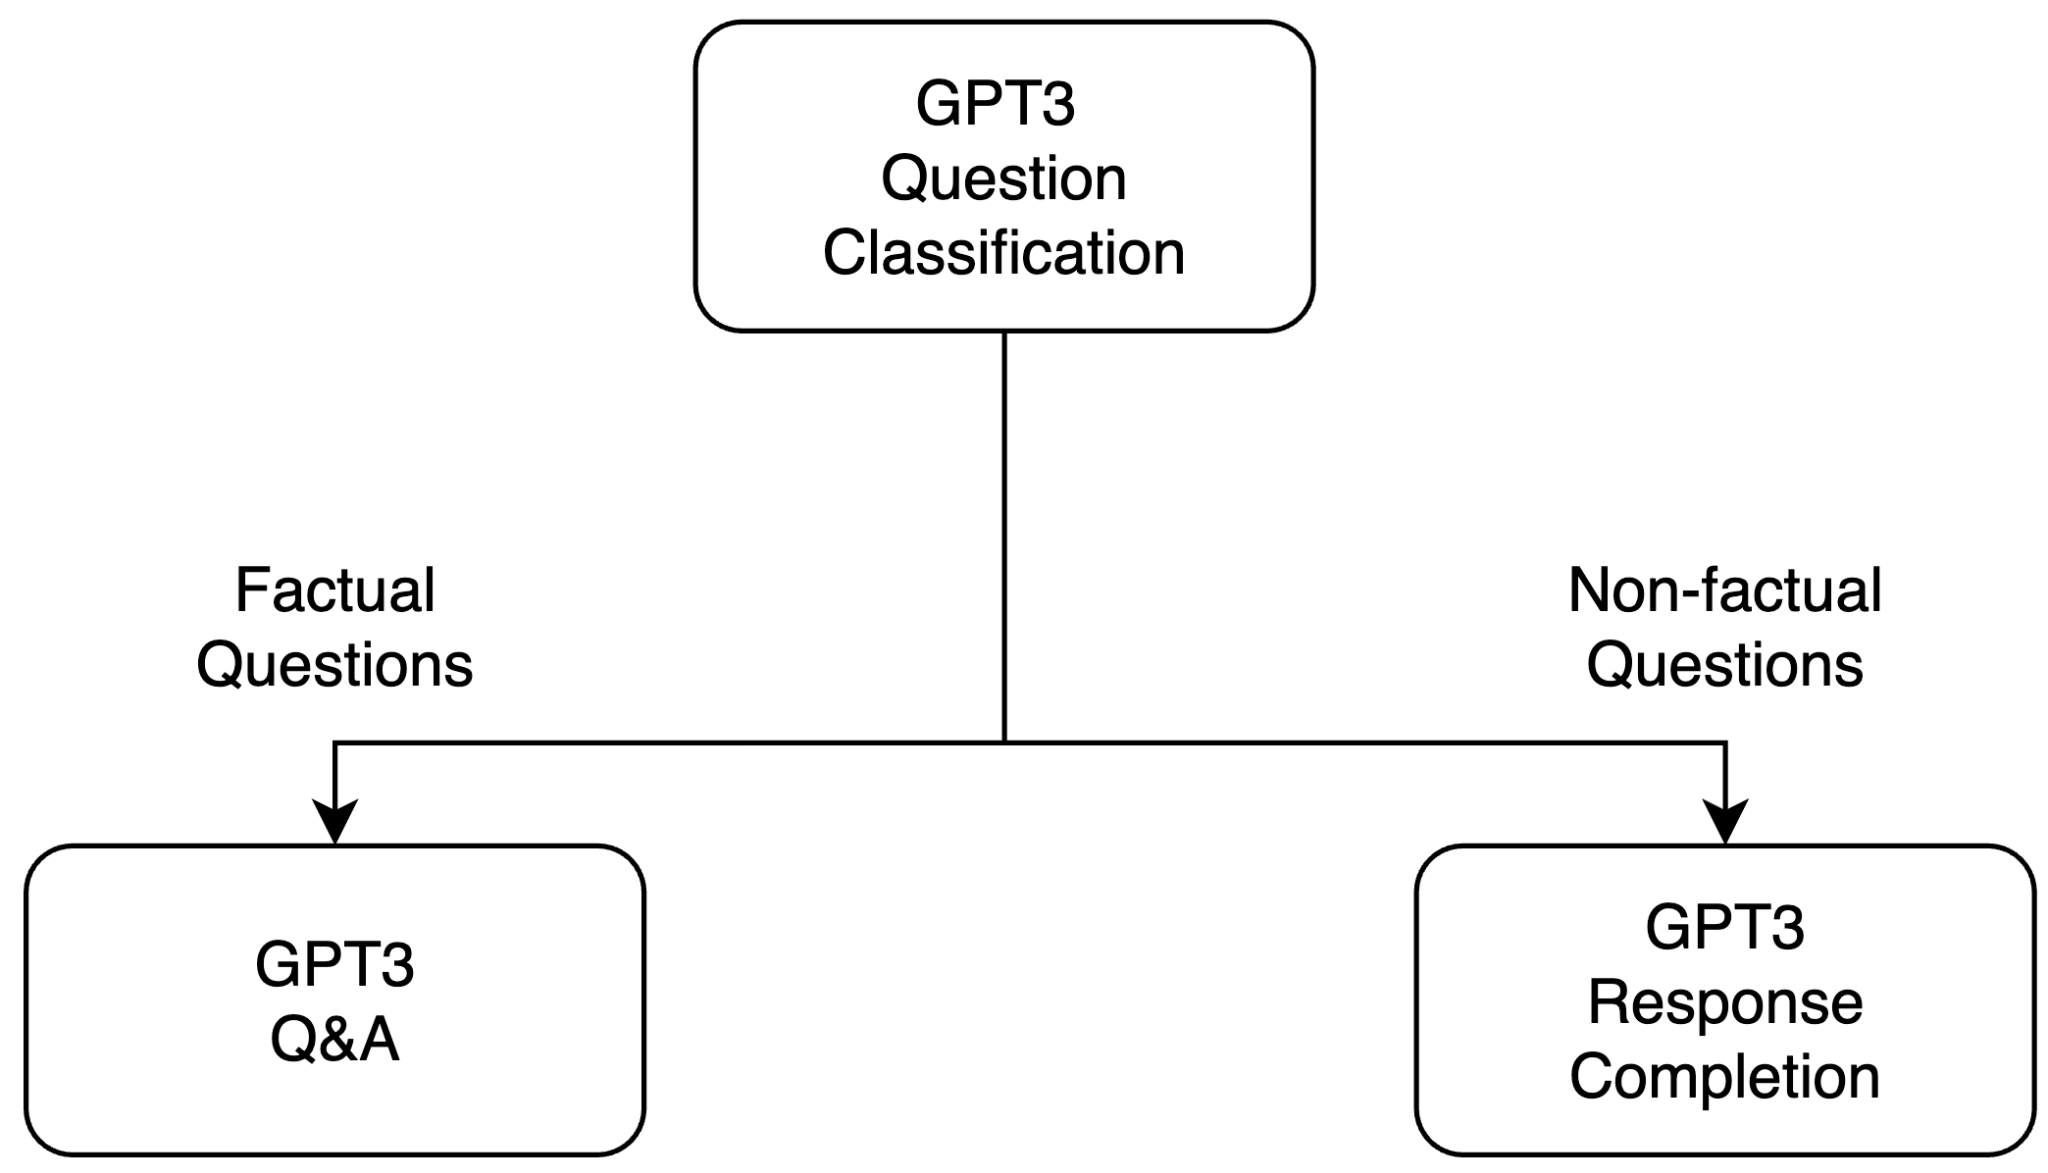 GPT3
Question
Classification
Factual
Questions
Non-factual
Questions
GPT3
Q&A
GPT3
Response
Completion